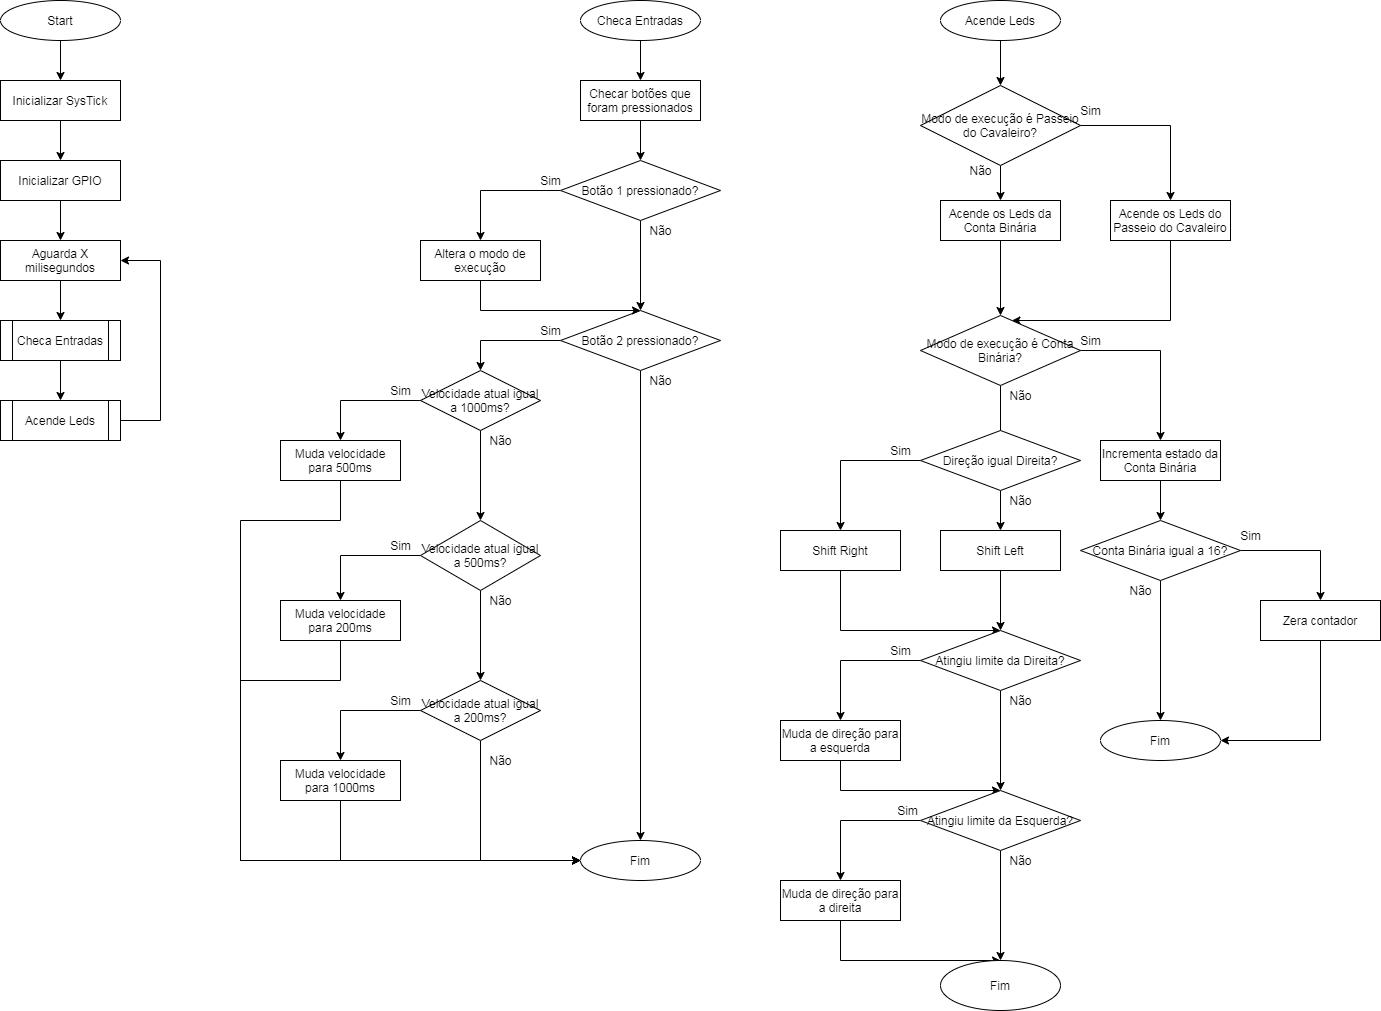 Start
Inicializar SysTick
Inicializar GPIO
Aguarda X
milisegundos
Checa Entradas
Acende Leds
Checa Entradas
Checar botões que
foram pressionados
Botão 1 pressionado?
Sim
Não
Altera o modo de
execução
Botão 2 pressionado?
Sim
Não
Velocidade atual igual
a 1000ms?
Sim
Não
Muda velocidade
para 500ms
Velocidade atual igual
a 500ms?
Sim
Não
Muda velocidade
para 200ms
Velocidade atual igual
a 200ms?
Sim
Não
Muda velocidade
para 1000ms
Fim
Acende Leds
Modo de execução é Passeio
do Cavaleiro?
Sim
Não
Acende os Leds da
Conta Binária
Acende os Leds do
Passeio do Cavaleiro
Modo de execução é Conta
Binária?
Sim
Não
Direção igual Direita?
Sim
Não
Shift Right
Shift Left
Atingiu limite da Direita?
Sim
Não
Muda de direção para
a esquerda
Atingiu limite da Esquerda?
Sim
Não
Muda de direção para
a direita
Fim
Incrementa estado da
Conta Binária
Conta Binária igual a 16?
Sim
Não
Zera contador
Fim